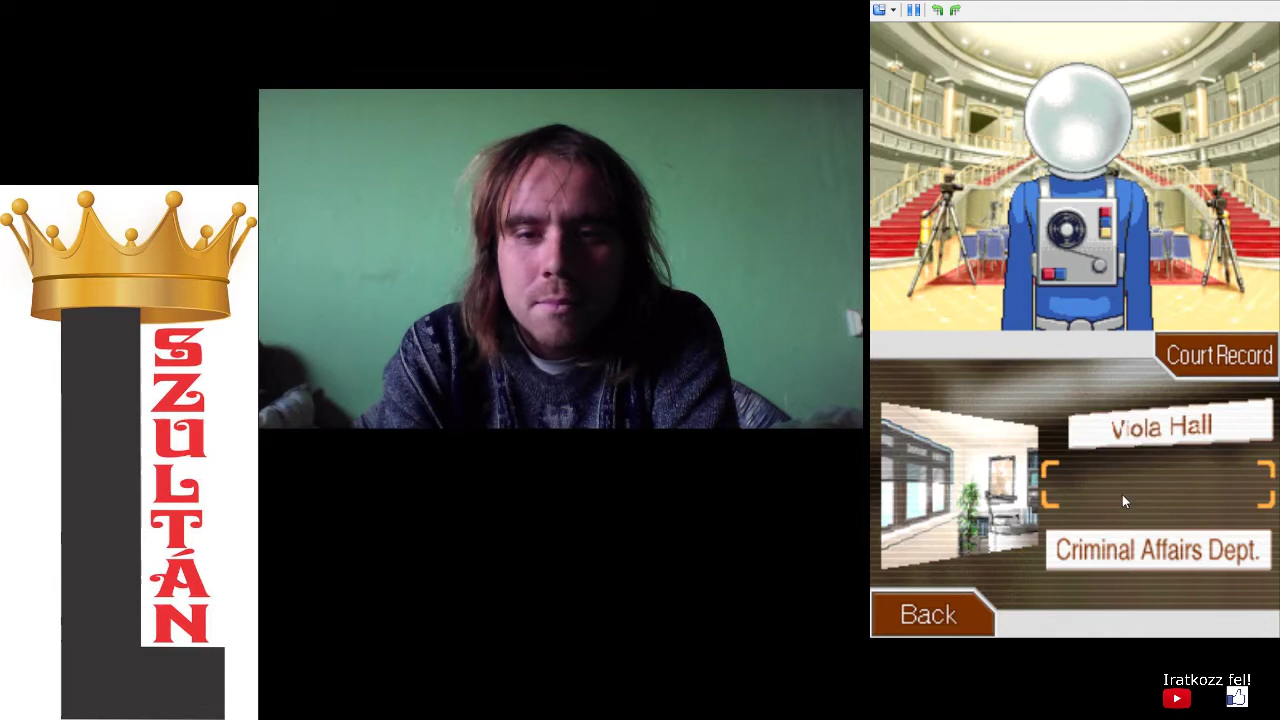 L
SZULTÁN
Court Record
Viola Hall
Criminal Affairs Dept.
Back
Iratkozz fel!